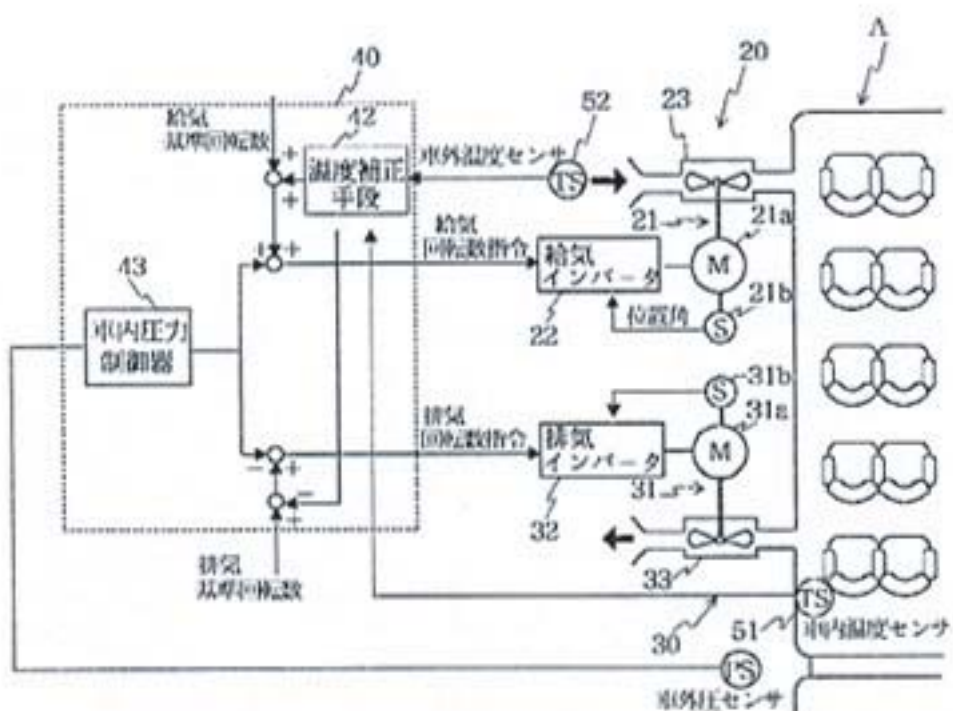 40
20
A
給気
基準回転数
42
52
23
温度補正
手段
車外温度センサ
TS
+
+
21
21a
給気
回転数指令
給気
インバータ
M
+
+
43
21b
位置角
S
22
車内圧力
制御器
31b
S
31a
排気
回転数指令
排気
インバータ
M
-
+
31
-
+
32
33
排気
基準回転数
TS
51
車内温度センサ
30
PS
車外圧センサ